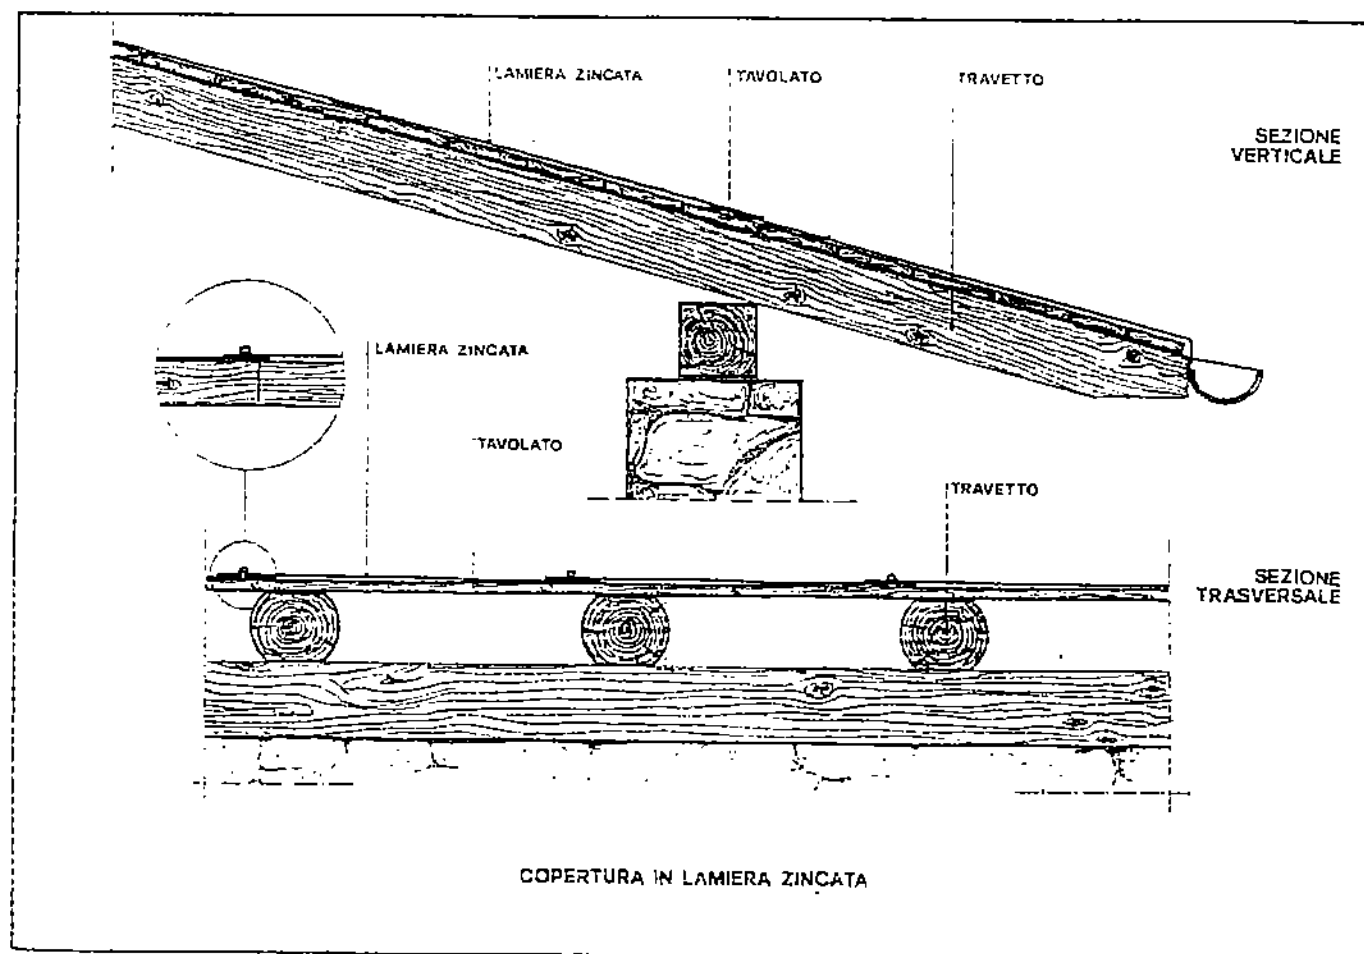 LAMIERA ZINCATA
TAVOLATO
TRAVETTO
SEZIONE
VERTICALE
LAMIERA ZINCATA
TAVOLATO
TRAVETTO
SEZIONE
TRASVERSALE
COPERTURA IN LAMIERA ZINCATA